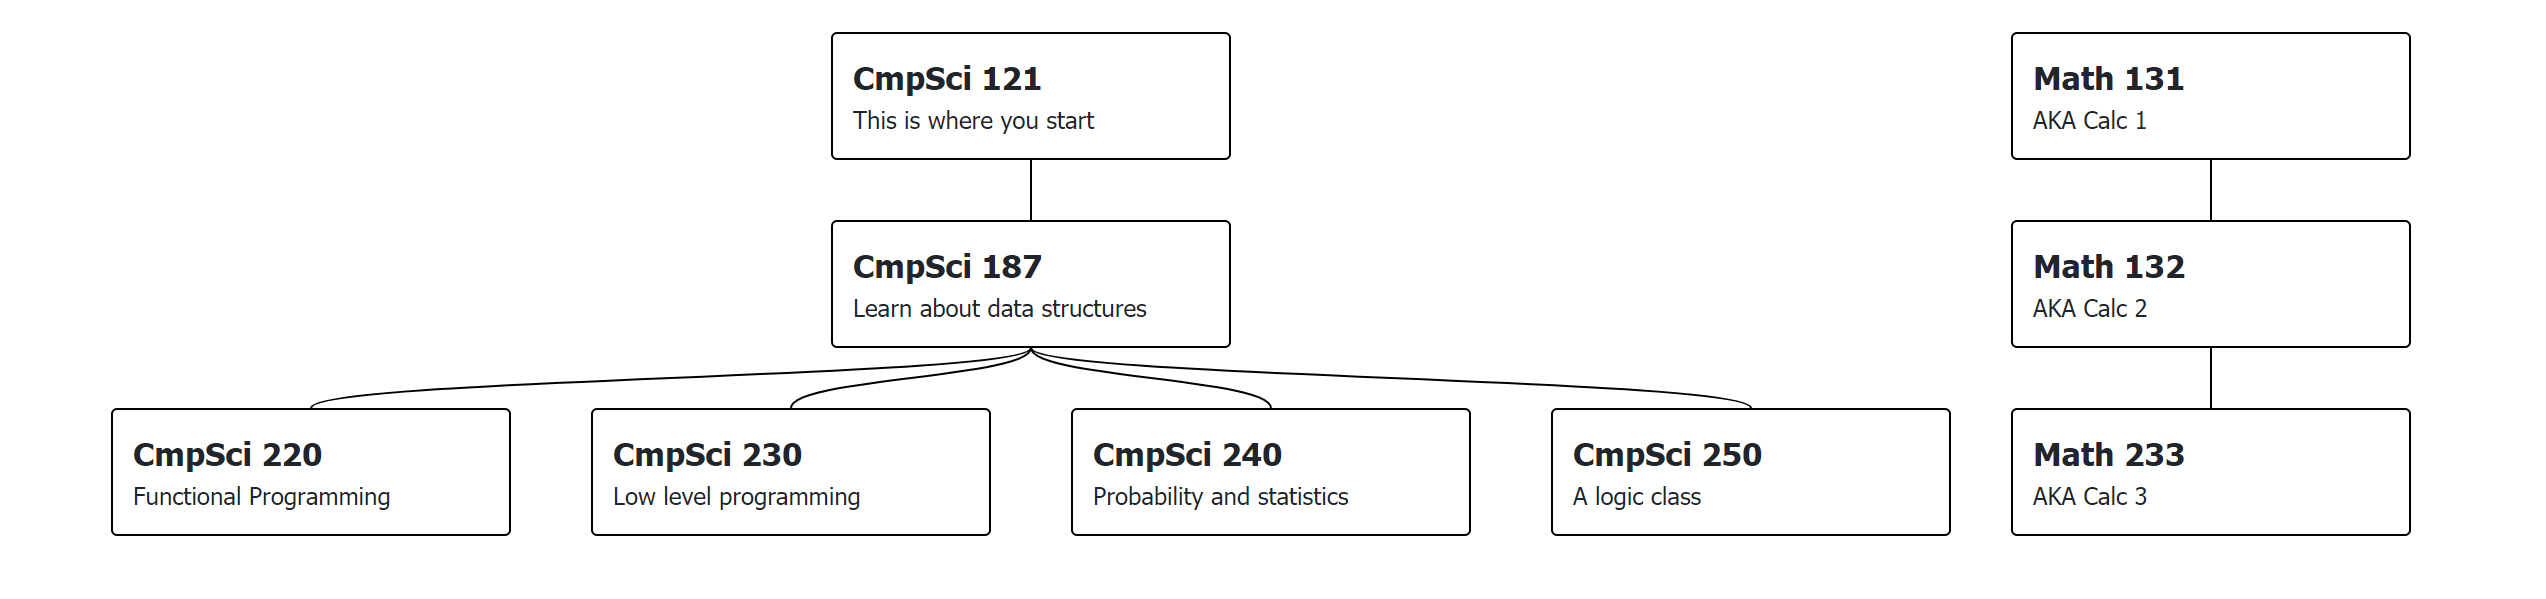 CmpSci 121
This is where you start
Math 131
AKA Calc 1
CmpSci 187
Learn about data structures
Math 132
AKA Calc 2
CmpSci 220
Functional Programming
CmpSci 230
Low level programming
CmpSci 240
Probability and statistics
CmpSci 250
A logic class
Math 233
AKA Calc 3